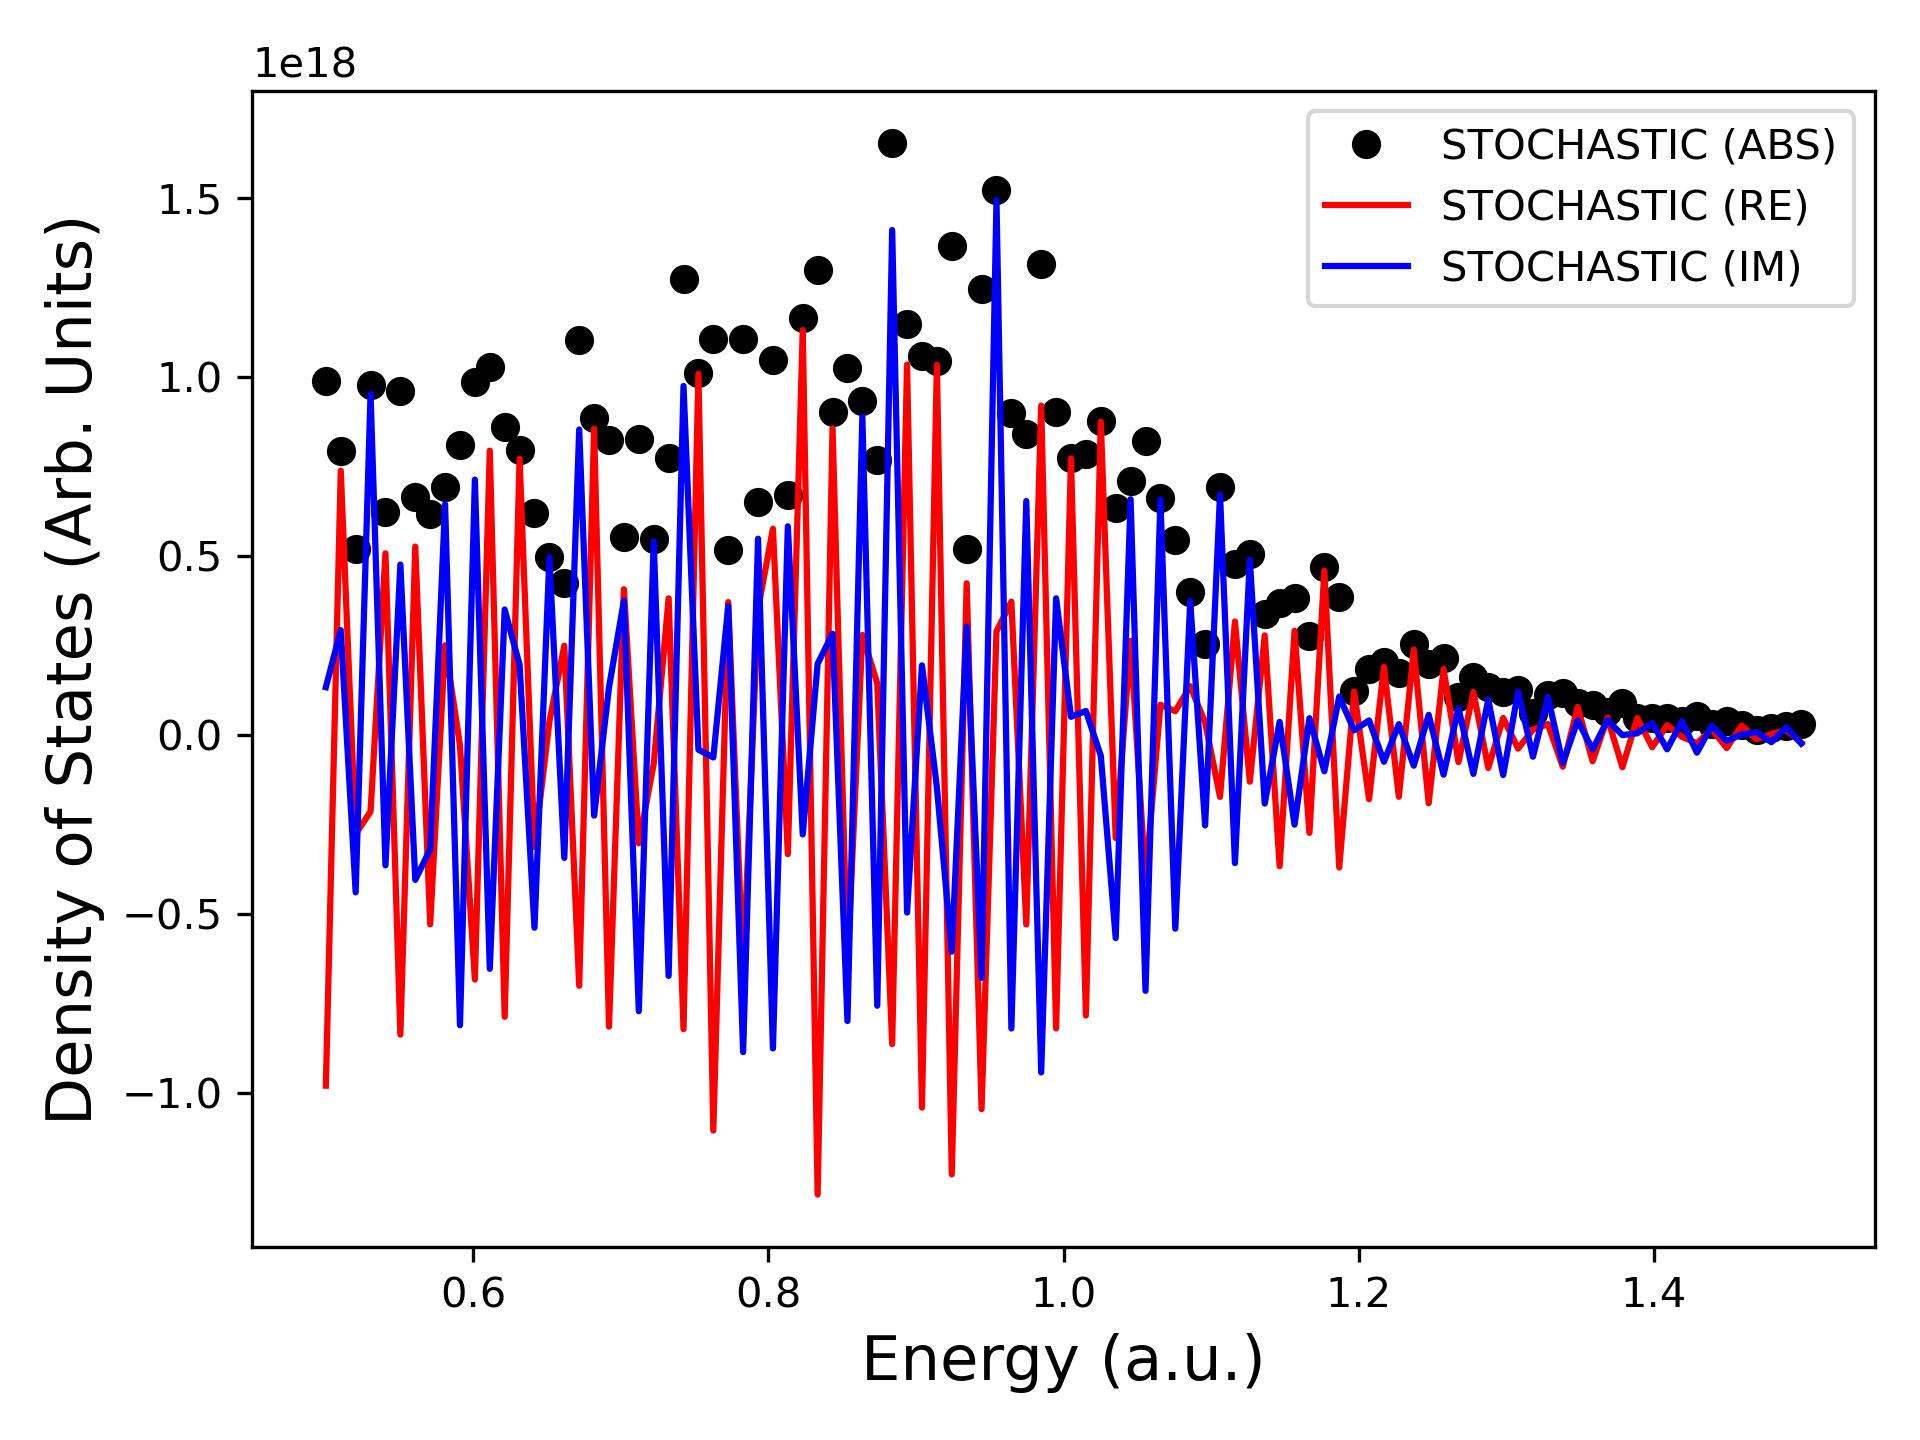 1e18
STOCHASTIC (ABS)
STOCHASTIC (RE)
STOCHASTIC (IM)
Density of States (Arb. Units)
1.5
1.0
0.5
0.0
−0.5
−1.0
0.6 0.8 1.0 1.2 1.4
Energy (a.u.)